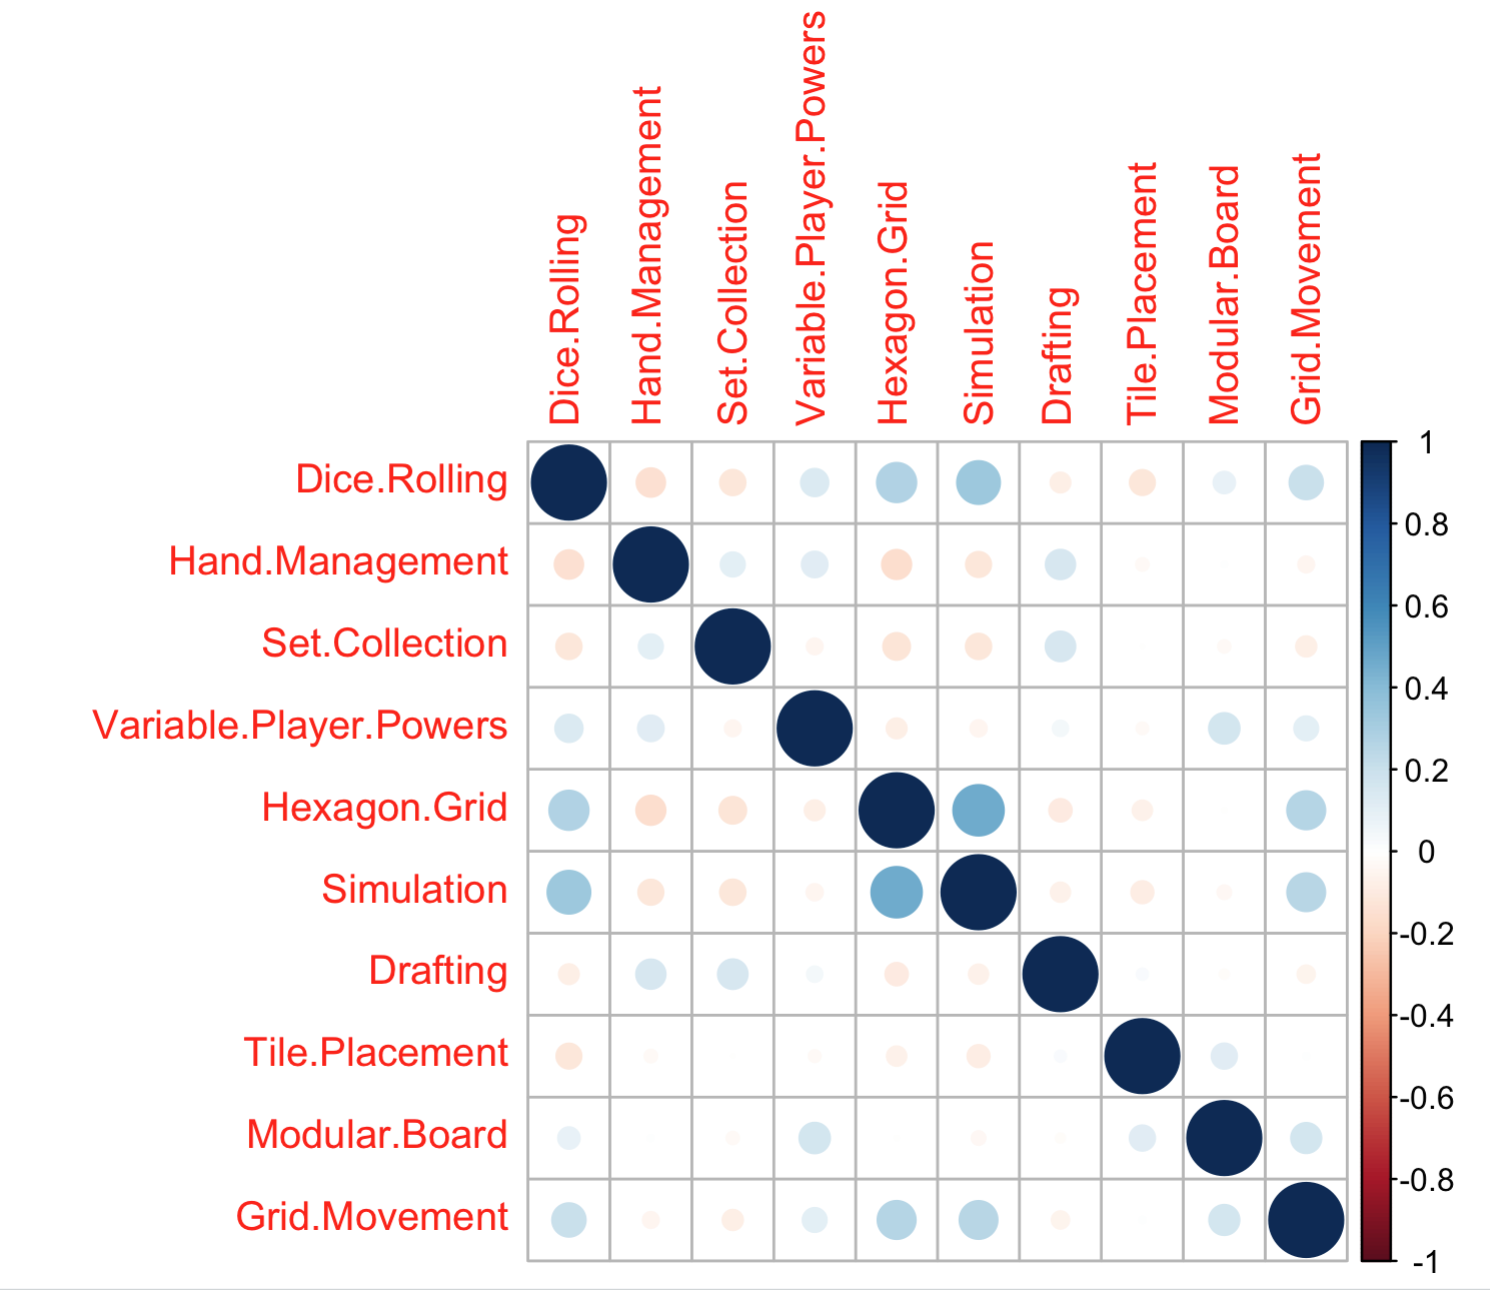 Dice.Rolling
Hand.Management
Set.Collection
Variable.Player.Powers
Hexagon.Grid
Simulation
Drafting
Tile.Placement
Modular.Board
Grid.Movement
Dice.Rolling
Hand.Management
Set.Collection
Variable.Player.Powers
Hexagon.Grid
Simulation
Drafting
Tile.Placement
Modular.Board
Grid.Movement
1
0.8
0.6
0.4
0.2
0
-0.2
-0.4
-0.6
-0.8
-1